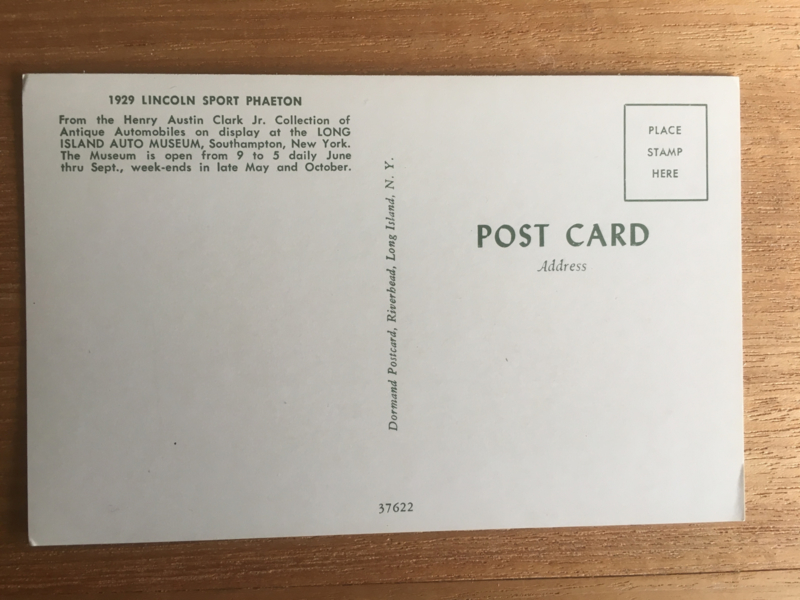 1929 LINCOLN SPORT PHAETON
From the Henry Austin Clark Jr. Collection of
Antique Automobiles on display at the LONG
ISLAND AUTO MUSEUM, Southampton, New York.
The Museum is open from 9 to 5 daily June
thru Sept., week-ends in late May and October.
Dormand Postcard, Riverhead, Long Island, N. Y.
37622
PLACE
STAMP
HERE
POST CARD
Address